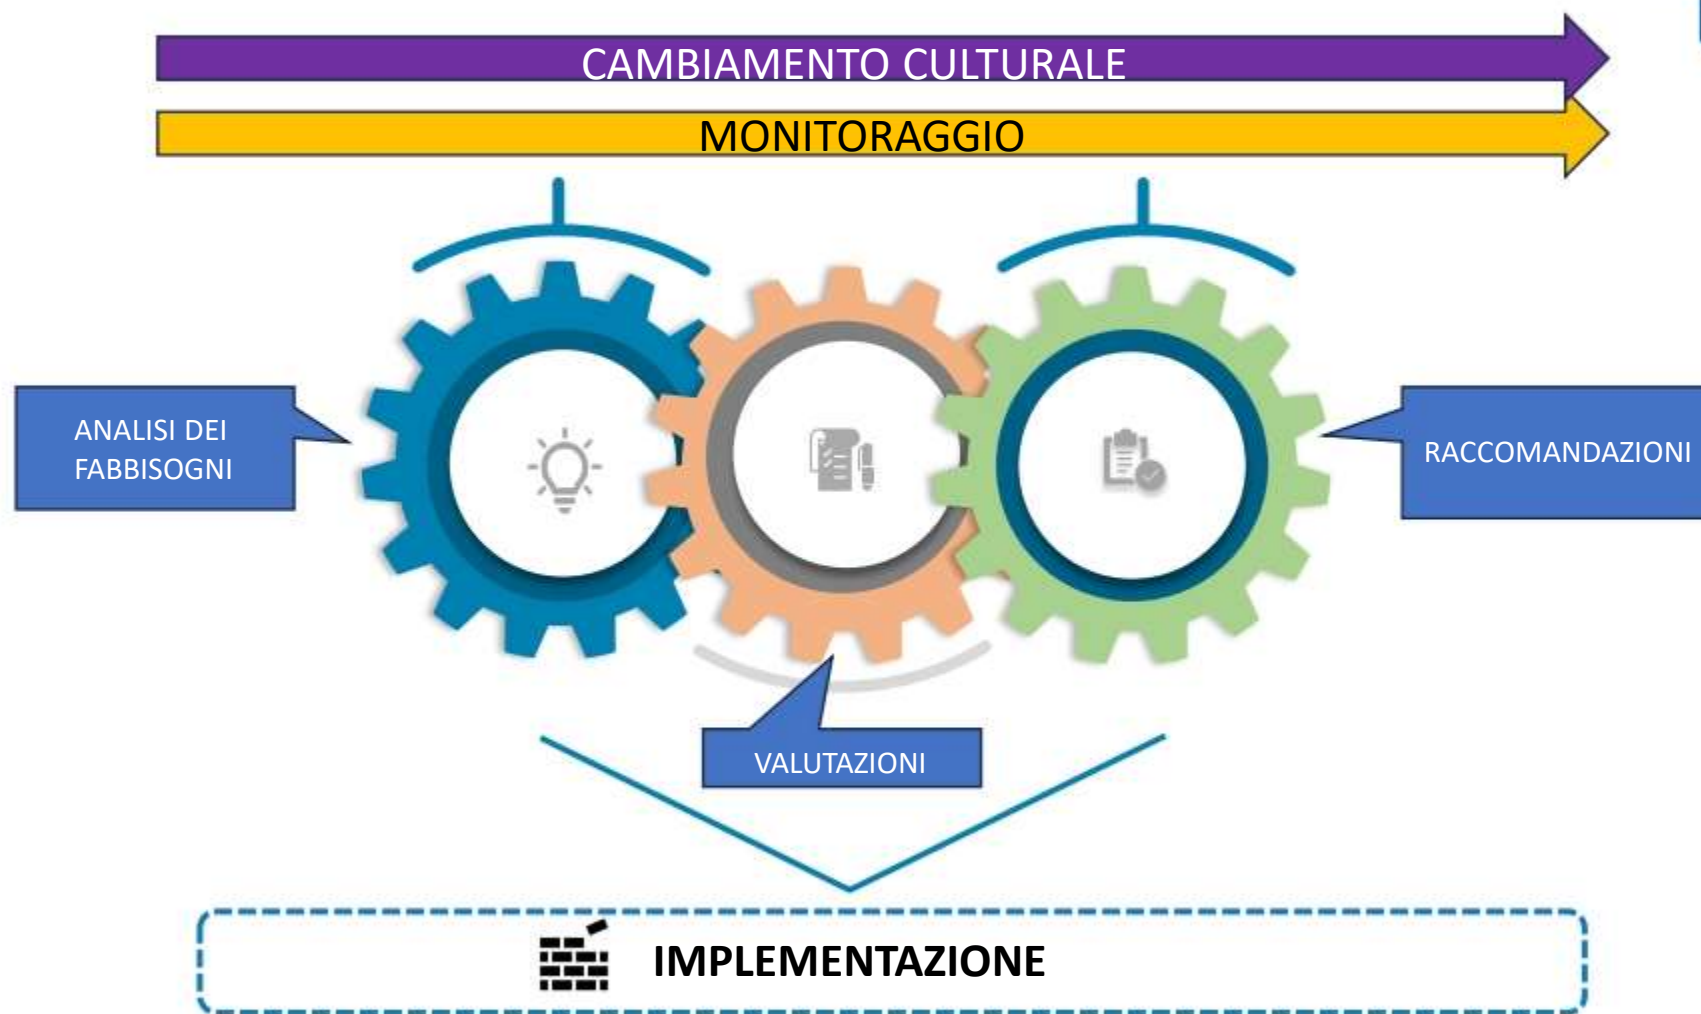 CAMBIAMENTO CULTURALE
MONITORAGGIO
ANALISI DEI
FABBISOGNI
RACCOMANDAZIONI
VALUTAZIONI
IMPLEMENTAZIONE